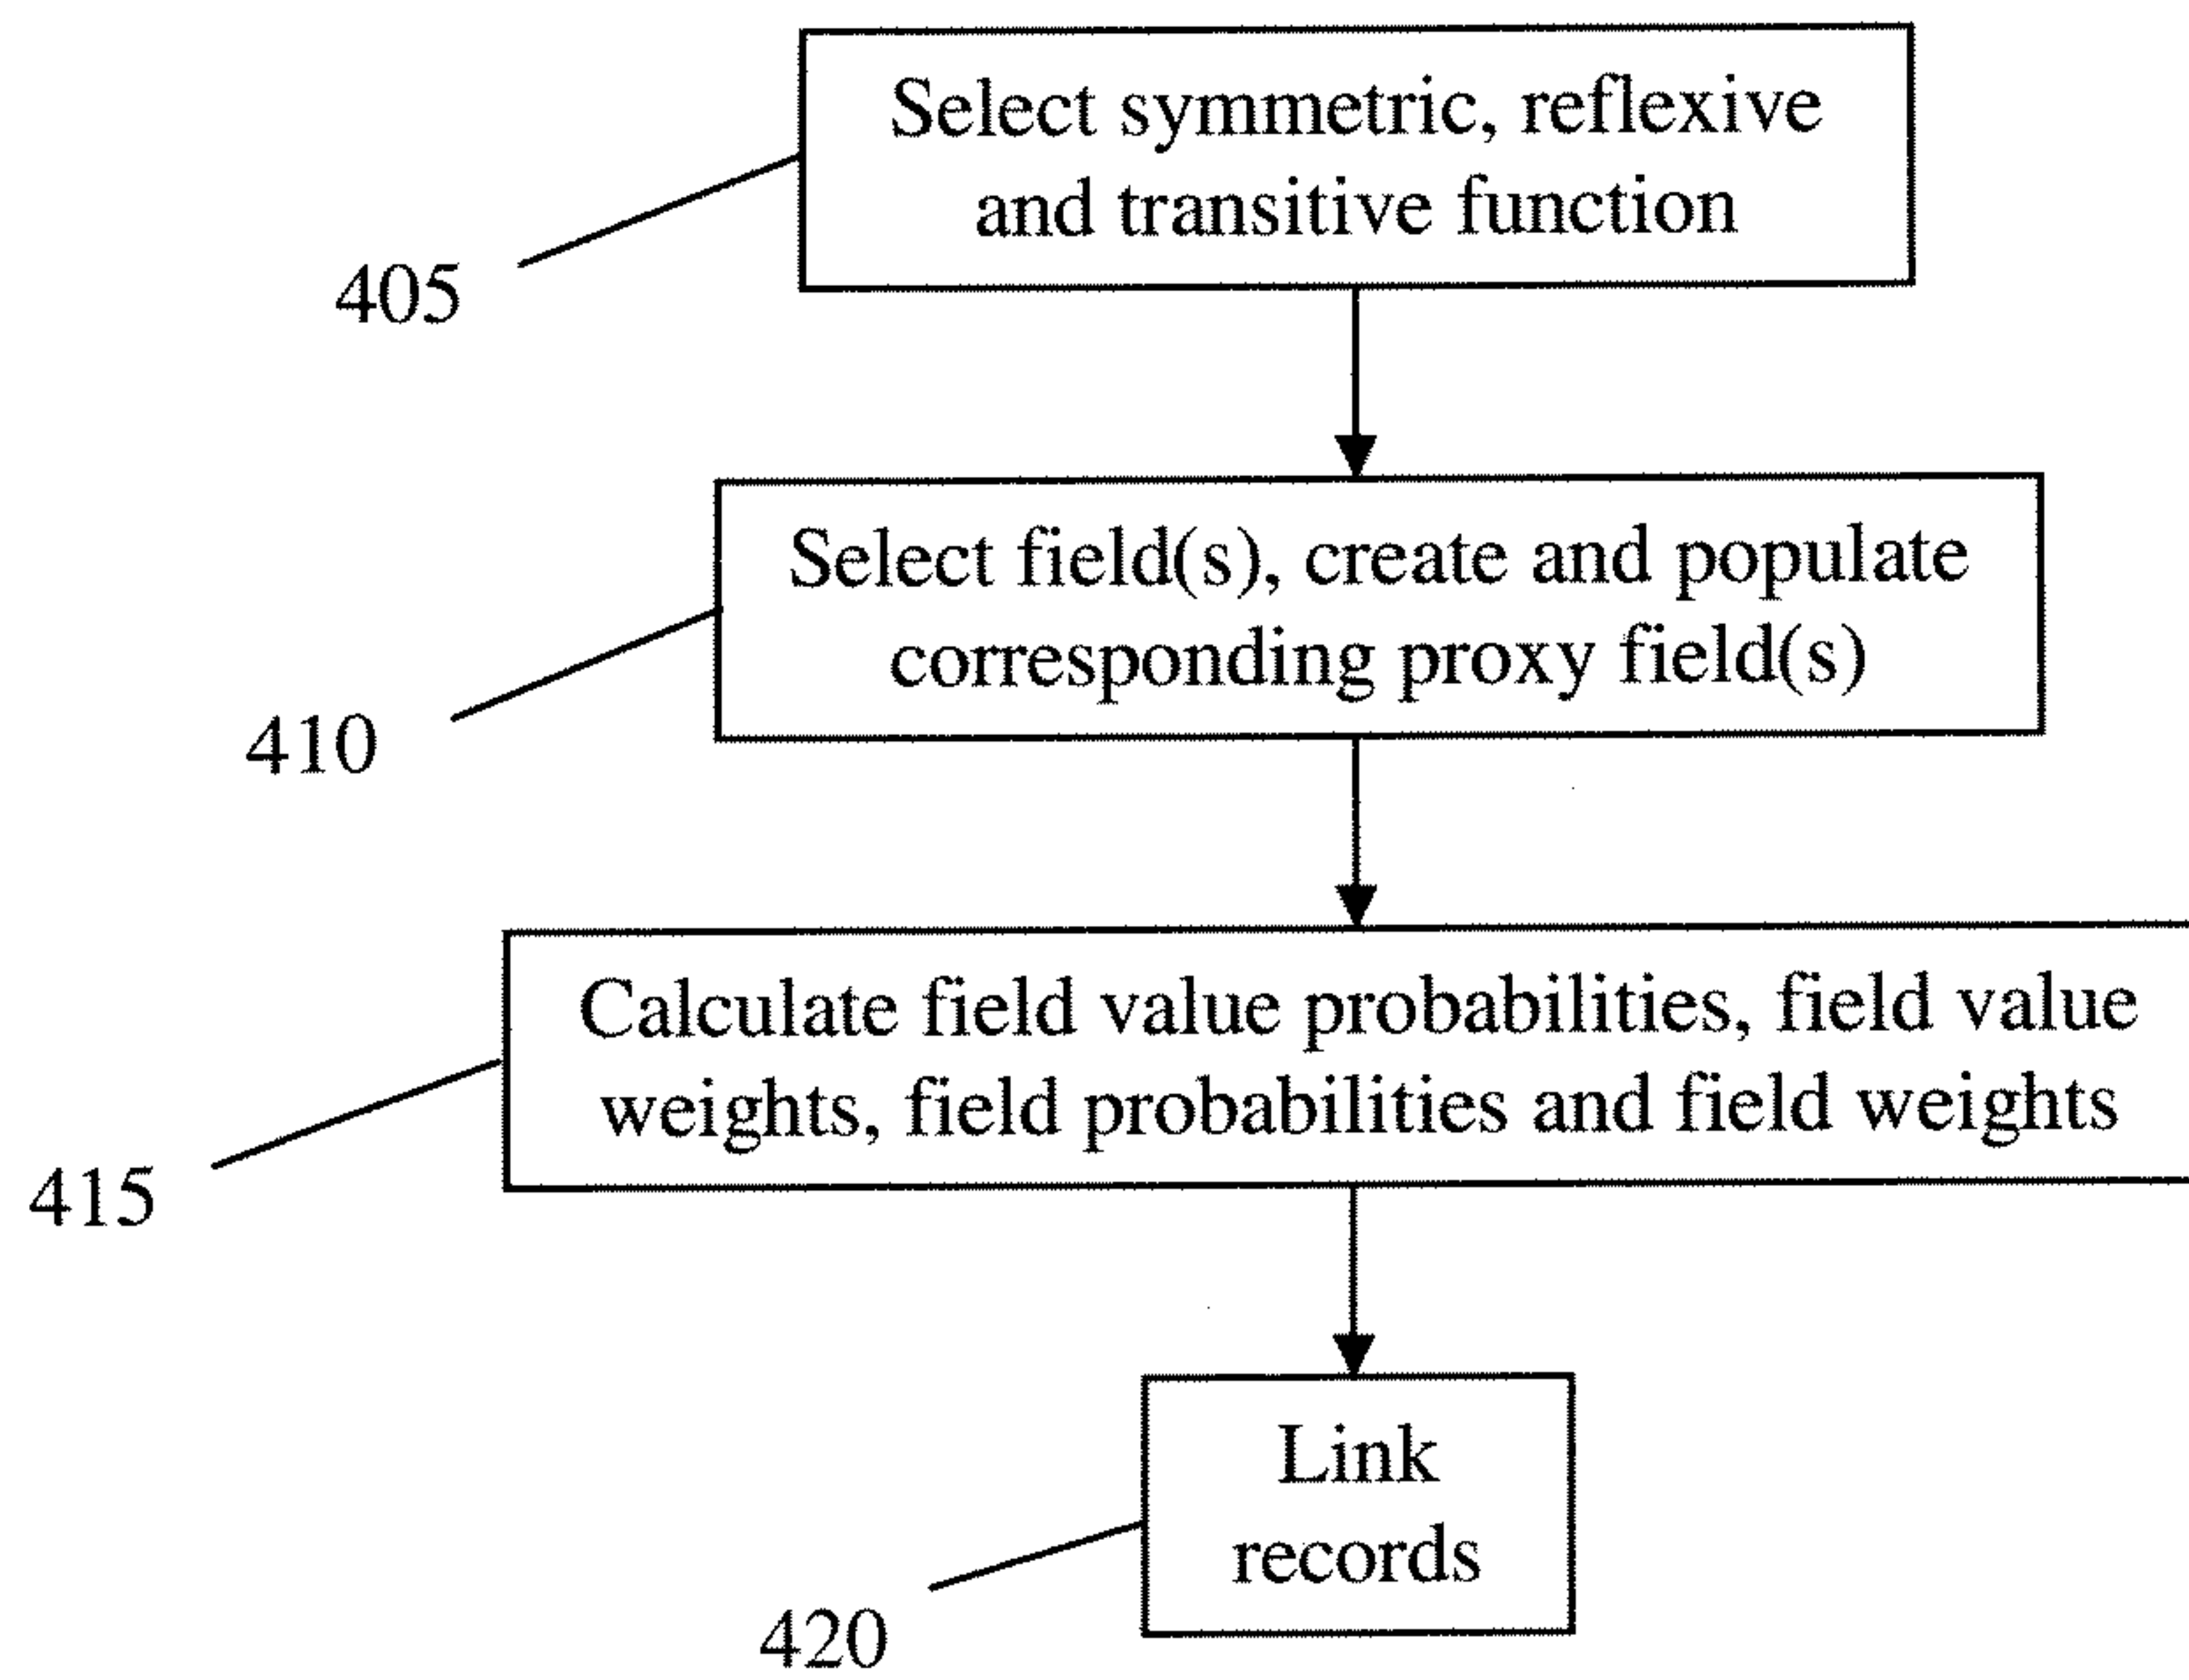 Select symmetric, reflexive
and transitive function
405
Select field(s), create and populate
corresponding proxy field(s)
410
Calculate field value probabilities, field value
weights, field probabilities and field weights
415
Link
records
420